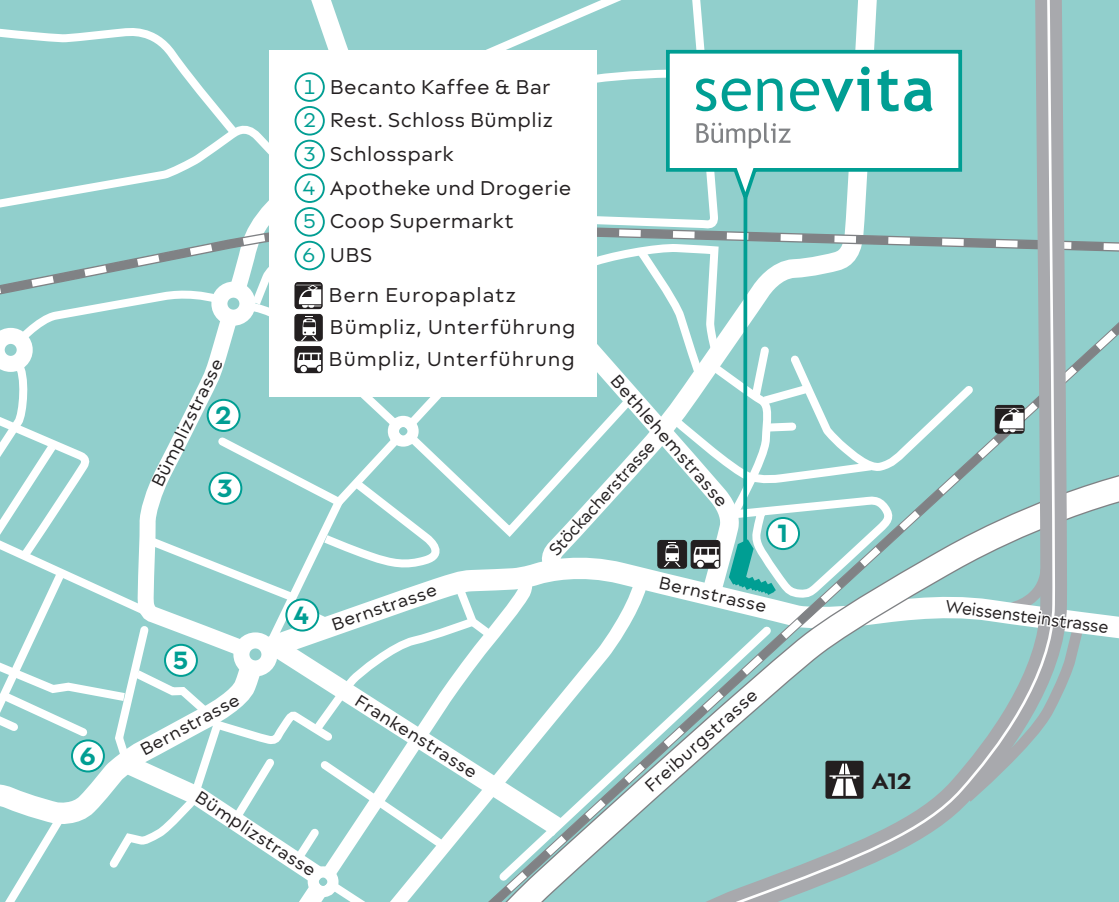 1 Becanto Kaffee & Bar
2 Rest. Schloss Bümpliz
3 Schlosspark
4 Apotheke und Drogerie
5 Coop Supermarkt
6 UBS
Bern Europaplatz
Bümpliz, Unterführung
Bümpliz, Unterführung
senevita
Bümpliz
Bümplizstrasse
2
3
Bethlehemstrasse
Stöckacherstrasse
1
Bernstrasse
Weissensteinstrasse
4
Bernstrasse
5
Bernstrasse
Frankenstrasse
Freiburgstrasse
6
Bümplizstrasse
A12